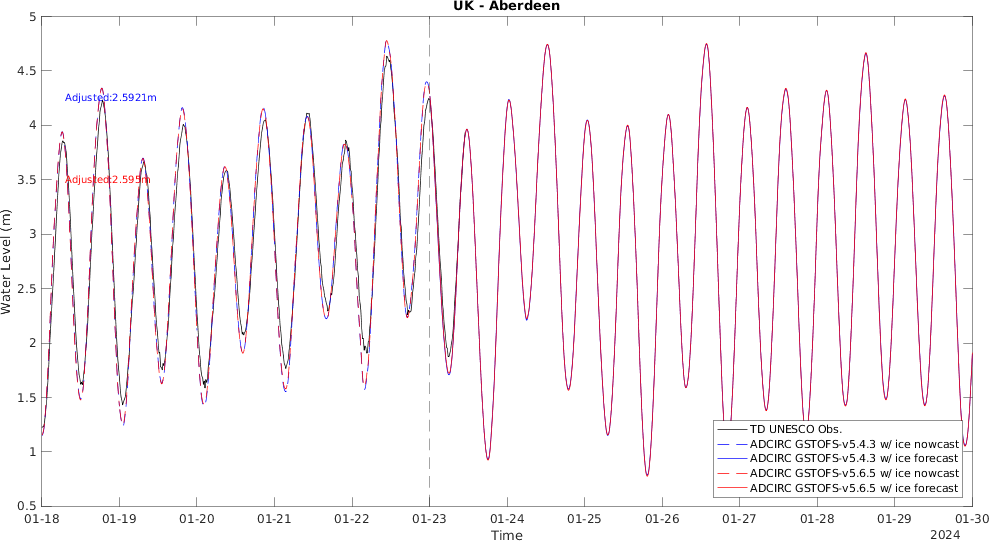 UK - Aberdeen
5
4.5
4
3.5
3
2.5
2
1.5
1
0.5
Water Level (m)
Adjusted:2.5921m
Adjusted:2.595m
TD UNESCO Obs.
ADCIRC GSTOFS-v5.4.3 w/ ice nowcast
ADCIRC GSTOFS-v5.4.3 w/ ice forecast
ADCIRC GSTOFS-v5.6.5 w/ ice nowcast
ADCIRC GSTOFS-v5.6.5 w/ ice forecast
01-18 01-19 01-20 01-21 01-22 01-23 01-24 01-25 01-26 01-27 01-28 01-29 01-30
Time
2024